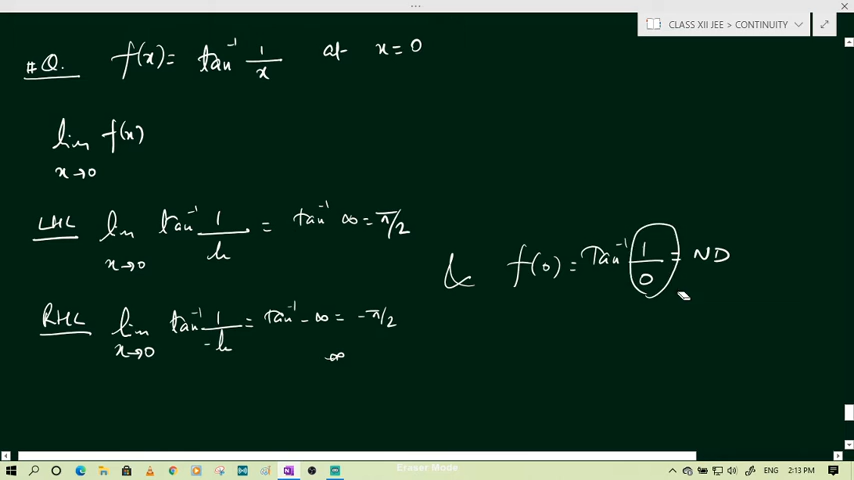 CLASS XII JEE > CONTINUITY
#Q. f(x) = tan⁻¹ 1/x at x = 0
lim x→0 f(x)
LHL lim x→0 tan⁻¹ 1/h = tan⁻¹ ∞ = π/2
& f(0) = Tan⁻¹ 1/0 = ND
RHL lim x→0 tan⁻¹ 1/-h = Tan⁻¹ - ∞ = -π/2
-∞
Eraser Mode
ENG 2:13 PM